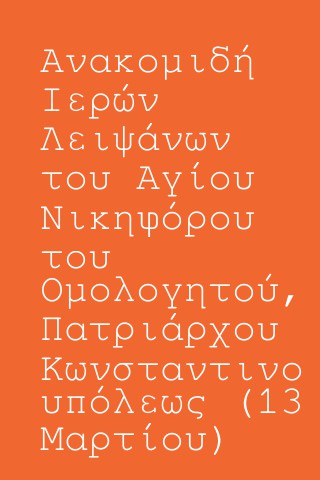 Ανακομιδή
Ιερών
Λειψάνων
του Αγίου
Νικηφόρου
του
Ομολογητού,
Πατριάρχου
Κωνσταντινο
υπόλεως (13
Μαρτίου)